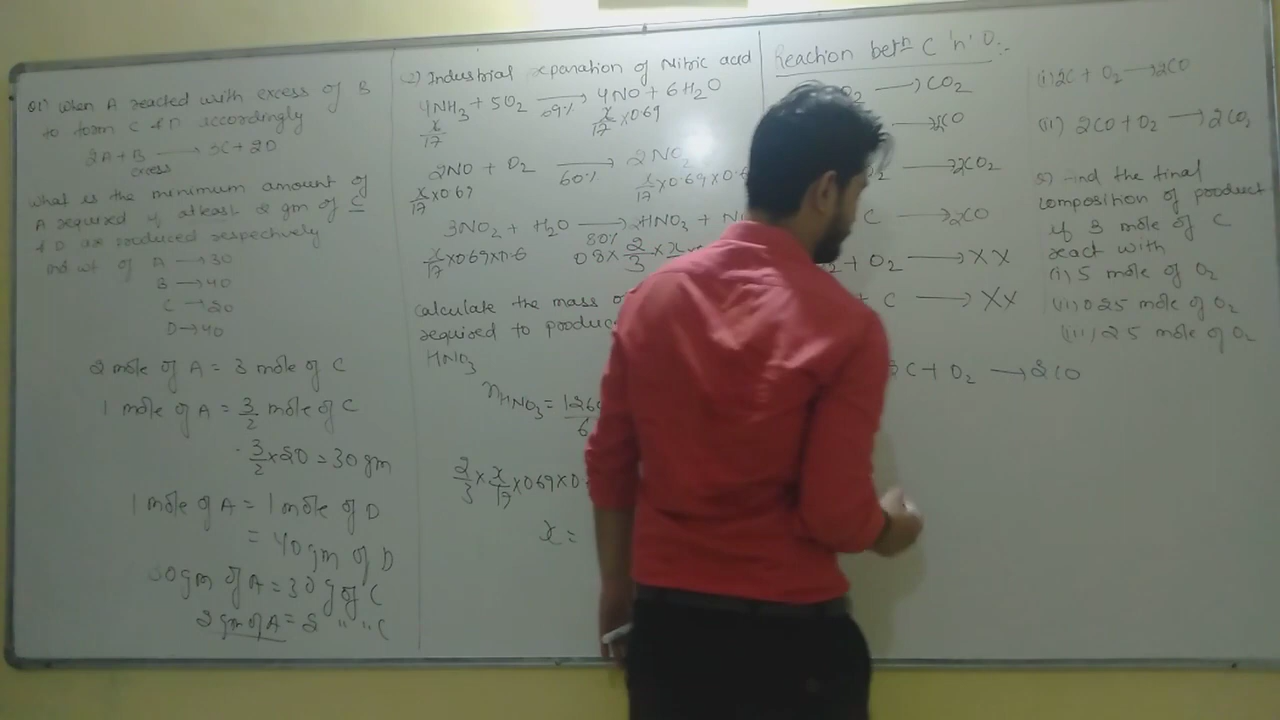 Q1) When A reacted with excess of B
to form C & D accordingly
2A + B → 3C + 2D
excess
What is the minimum amount of
A required if atleast 2 gm of C
& D are produced respectively
wt of A → 30
B → 40
C → 20
D → 40
2 mole of A = 3 mole of C
1 mole of A = 3/2 mole of C
3/2 × 20 = 30 gm
1 mole of A = 1 mole of D
= 40 gm of D
30 gm of A = 30 g of C
2 gm of A = 2 " " C
2) Industrial of Nitric acid
4NH₃ + 5O₂ → 4NO + 6H₂O
69%
x/17 x/17 × 0.69
2NO + O₂ → 2NO₂
60%
x/17 × 0.69 x/17 × 0.69 × 0.6
3NO₂ + H₂O → 2HNO₃ +
80%
x/17 × 0.69 × 0.6 0.8 × 2/3 × x
calculate the mass
required to
HNO₃
nHNO₃ = 126
2/3 × x/17 × 0.69 × 0
x =
Reaction betⁿ C 'n' O:-
O₂ → CO₂
→ 2CO
→ 2CO₂
C → 2CO
+ O₂ → XX
+ C → XX
C + O₂ → 2CO
(i) 2C + O₂ → 2CO
(ii) 2CO + O₂ → 2CO₂
the final
composition of product
if 3 mole of C
react with
(i) 5 mole of O₂
(ii) 0.25 mole of O₂
(iii) 2.5 mole of O₂